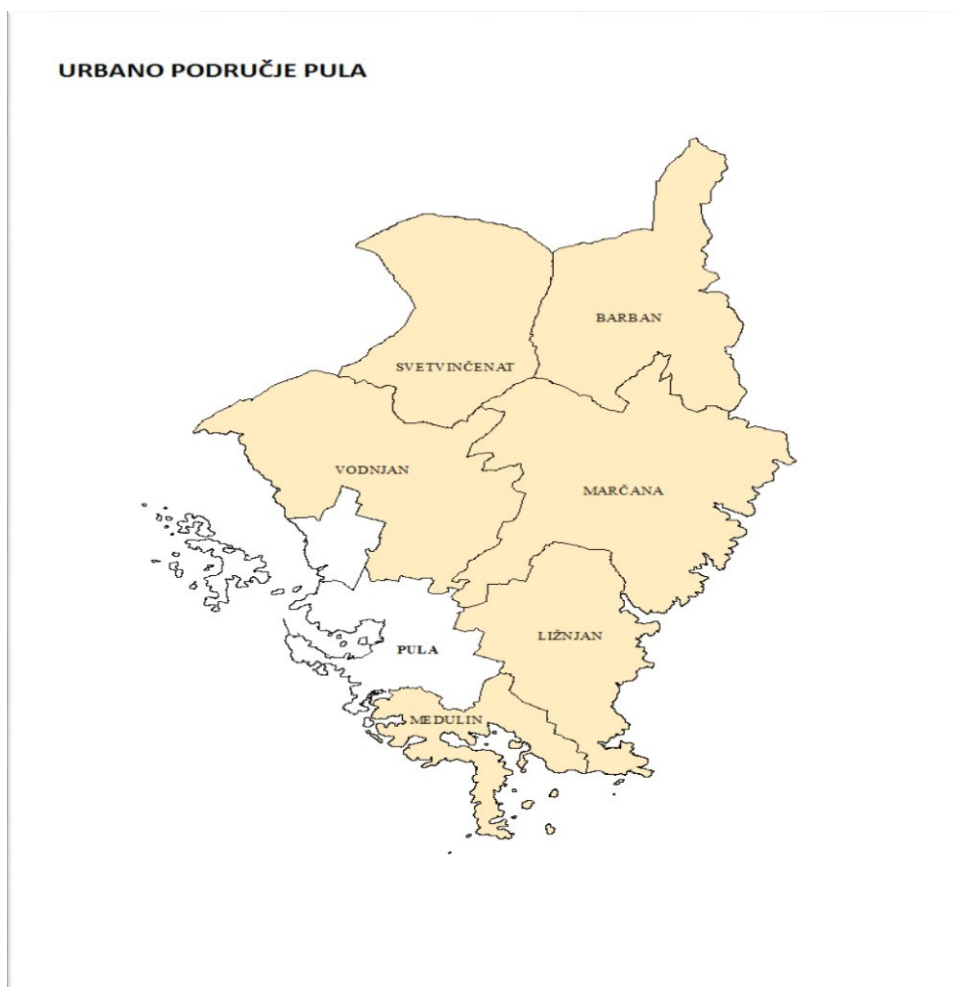 URBANO PODRUČJE PULA
BARBAN
SVETVINČENAT
VODNJAN
MARČANA
LIŽNJAN
PULA
MEDULIN